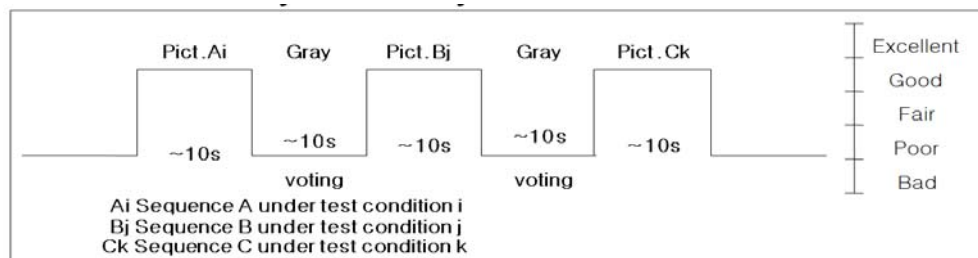 Pict.Ai Gray Pict.Bj Gray Pict.Ck
~10s ~10s ~10s ~10s ~10s
voting voting
Ai Sequence A under test condition i
Bj Sequence B under test condition j
Ck Sequence C under test condition k
Excellent
Good
Fair
Poor
Bad